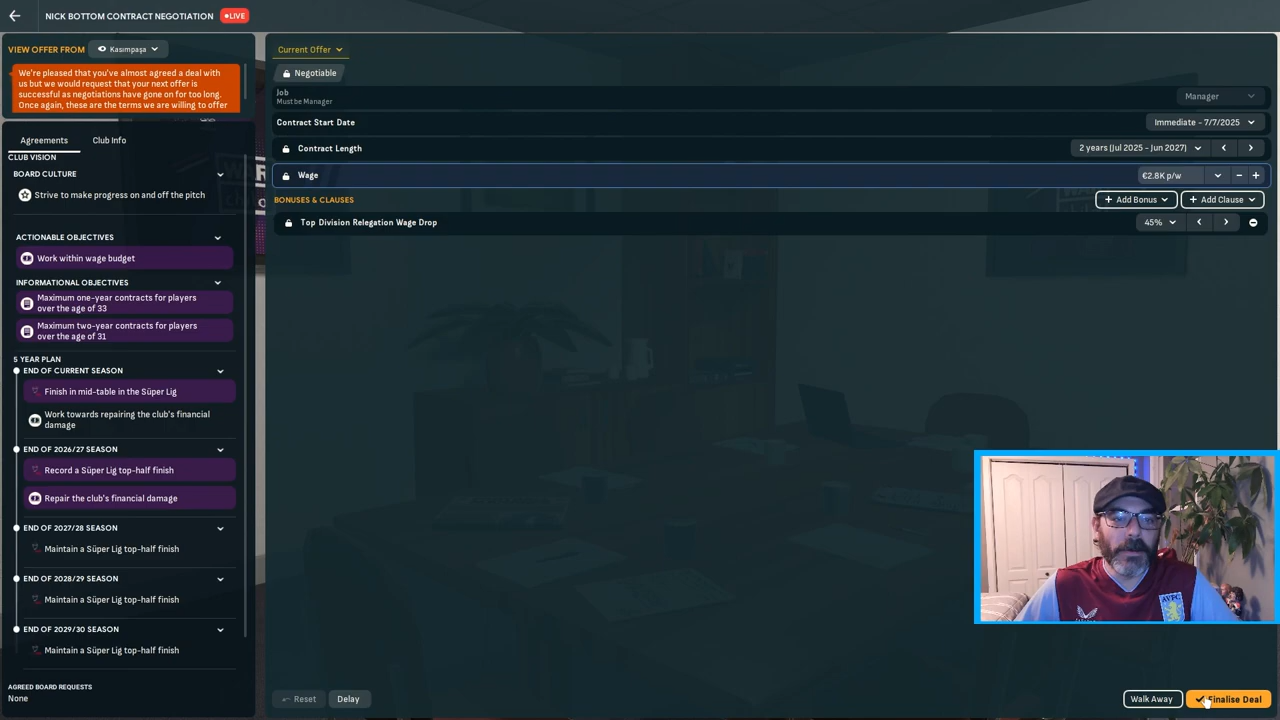 NICK BOTTOM CONTRACT NEGOTIATION
LIVE
VIEW OFFER FROM
Kasımpaşa
We're pleased that you've almost agreed a deal with
us but we would request that your next offer is
successful as negotiations have gone on for too long.
Once again, these are the terms we are willing to offer
Agreements
Club Info
CLUB VISION
BOARD CULTURE
Strive to make progress on and off the pitch
ACTIONABLE OBJECTIVES
Work within wage budget
INFORMATIONAL OBJECTIVES
Maximum one-year contracts for players
over the age of 33
Maximum two-year contracts for players
over the age of 31
5 YEAR PLAN
END OF CURRENT SEASON
Finish in mid-table in the Süper Lig
Work towards repairing the club's financial
damage
END OF 2026/27 SEASON
Record a Süper Lig top-half finish
Repair the club's financial damage
END OF 2027/28 SEASON
Maintain a Süper Lig top-half finish
END OF 2028/29 SEASON
Maintain a Süper Lig top-half finish
END OF 2029/30 SEASON
Maintain a Süper Lig top-half finish
AGREED BOARD REQUESTS
None
Current Offer
Negotiable
Job
Must be Manager
Manager
Contract Start Date
Immediate - 7/7/2025
Contract Length
2 years (Jul 2025 - Jun 2027)
Wage
€2.8K p/w
BONUSES & CLAUSES
+ Add Bonus
+ Add Clause
Top Division Relegation Wage Drop
45%
AVFC
Reset
Delay
Walk Away
Finalise Deal